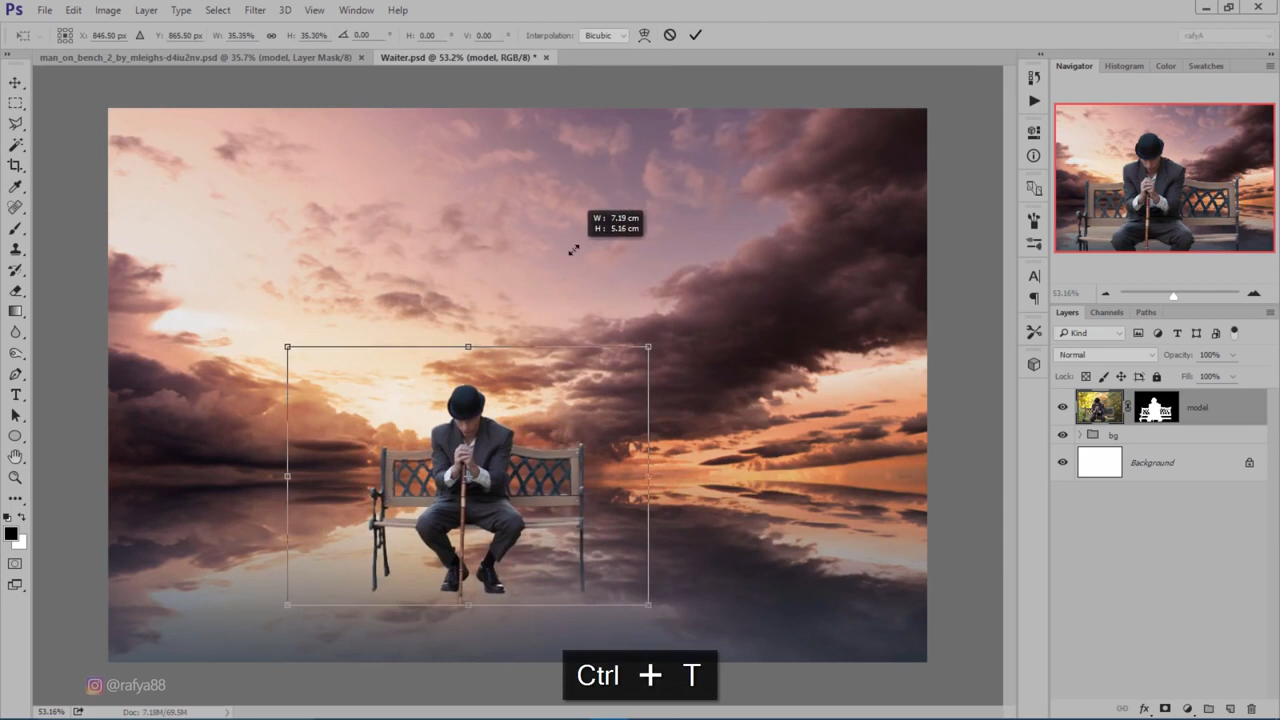 Ps File Edit Image Layer Type Select Filter 3D View Window Help
X: 846.50 px Y: 865.50 px W: 35.35% H: 35.30% 0.00 ° H: 0.00 ° V: 0.00 ° Interpolation: Bicubic rafyA
man_on_bench_2_by_mleighs-d4iu2nv.psd @ 35.7% (model, Layer Mask/8) × Waiter.psd @ 53.2% (model, RGB/8) * ×
Navigator Histogram Color Swatches
W: 7.19 cm
H: 5.16 cm
53.16%
Layers Channels Paths
Kind
Normal Opacity: 100%
Lock: Fill: 100%
model
bg
Background
Ctrl + T
@rafya88
53.16% Doc: 7.18M/69.5M
fx